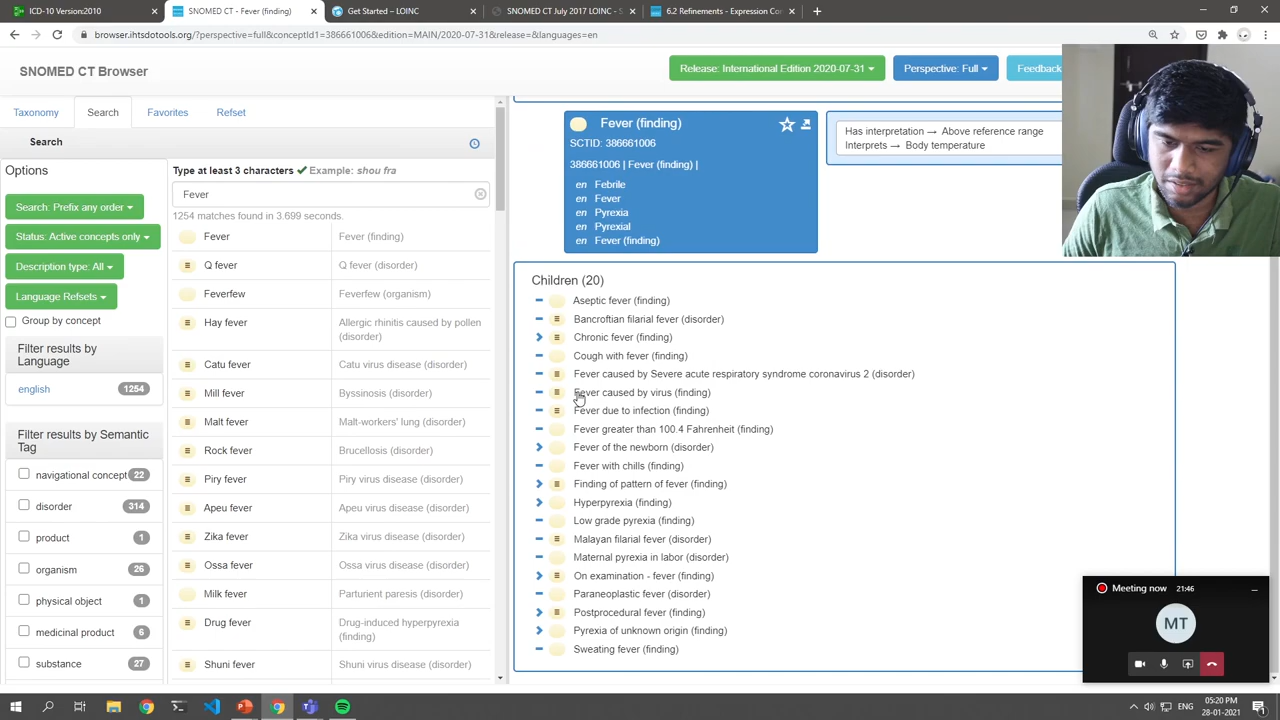 ICD-10 Version:2010
SNOMED CT - Fever (finding)
Get Started – LOINC
SNOMED CT July 2017 LOINC - S
6.2 Refinements - Expression Co
browser.ihtsdotools.org/?perspective=full&conceptId1=386661006&edition=MAIN/2020-07-31&release=&languages=en
SNOMED CT Browser
Release: International Edition 2020-07-31
Perspective: Full
Feedback
Taxonomy
Search
Favorites
Refset
Search
Options
Search: Prefix any order
Status: Active concepts only
Description type: All
Language Refsets
Group by concept
Filter results by
Language
english 1254
Filter results by Semantic
Tag
navigational concept 22
disorder 314
product 1
organism 26
physical object 1
medicinal product 6
substance 27
Type at least 3 characters Example: shou fra
Fever
1254 matches found in 3.699 seconds.
Fever Fever (finding)
Q fever Q fever (disorder)
Feverfew Feverfew (organism)
Hay fever Allergic rhinitis caused by pollen
(disorder)
Catu fever Catu virus disease (disorder)
Mill fever Byssinosis (disorder)
Malt fever Malt-workers' lung (disorder)
Rock fever Brucellosis (disorder)
Piry fever Piry virus disease (disorder)
Apeu fever Apeu virus disease (disorder)
Zika fever Zika virus disease (disorder)
Ossa fever Ossa virus disease (disorder)
Milk fever Parturient paresis (disorder)
Drug fever Drug-induced hyperpyrexia
(finding)
Shuni fever Shuni virus disease (disorder)
Fever (finding)
SCTID: 386661006
386661006 | Fever (finding) |
en Febrile
en Fever
en Pyrexia
en Pyrexial
en Fever (finding)
Has interpretation → Above reference range
Interprets → Body temperature
Children (20)
Aseptic fever (finding)
Bancroftian filarial fever (disorder)
Chronic fever (finding)
Cough with fever (finding)
Fever caused by Severe acute respiratory syndrome coronavirus 2 (disorder)
Fever caused by virus (finding)
Fever due to infection (finding)
Fever greater than 100.4 Fahrenheit (finding)
Fever of the newborn (disorder)
Fever with chills (finding)
Finding of pattern of fever (finding)
Hyperpyrexia (finding)
Low grade pyrexia (finding)
Malayan filarial fever (disorder)
Maternal pyrexia in labor (disorder)
On examination - fever (finding)
Paraneoplastic fever (disorder)
Postprocedural fever (finding)
Pyrexia of unknown origin (finding)
Sweating fever (finding)
Meeting now 21:46
MT
ENG
05:20 PM
28-01-2021